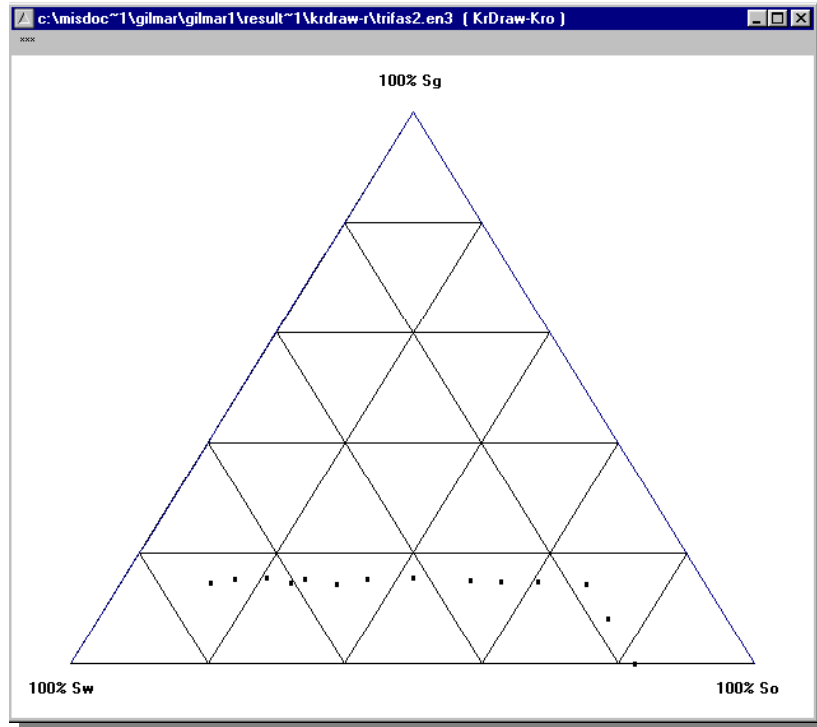 c:\misdoc~1\gilmar\gilmar1\result~1\krdraw-r\trifas2.en3 ( KrDraw-Kro )
***
100% Sg
100% Sw
100% So